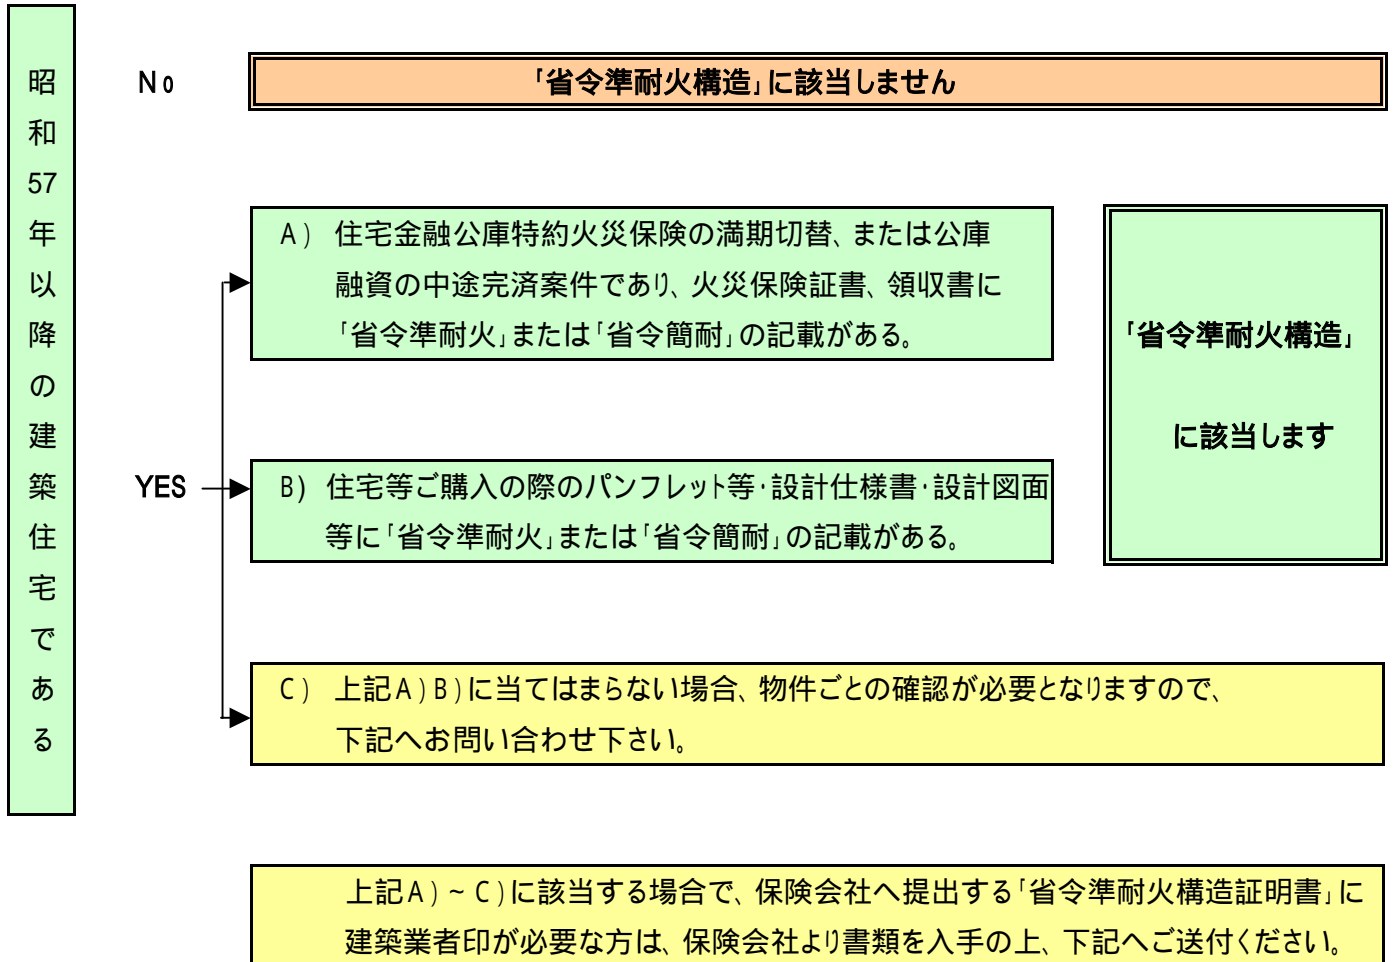 昭和57年以降の建築住宅である
No
「省令準耐火構造」に該当しません
A) 住宅金融公庫特約火災保険の満期切替、または公庫
融資の中途完済案件であり、火災保険証書、領収書に
「省令準耐火」または「省令簡耐」の記載がある。
「省令準耐火構造」
に該当します
YES
B) 住宅等ご購入の際のパンフレット等・設計仕様書・設計図面
等に「省令準耐火」または「省令簡耐」の記載がある。
C) 上記A)B)に当てはまらない場合、物件ごとの確認が必要となりますので、
下記へお問い合わせ下さい。
上記A)~C)に該当する場合で、保険会社へ提出する「省令準耐火構造証明書」に
建築業者印が必要な方は、保険会社より書類を入手の上、下記へご送付ください。